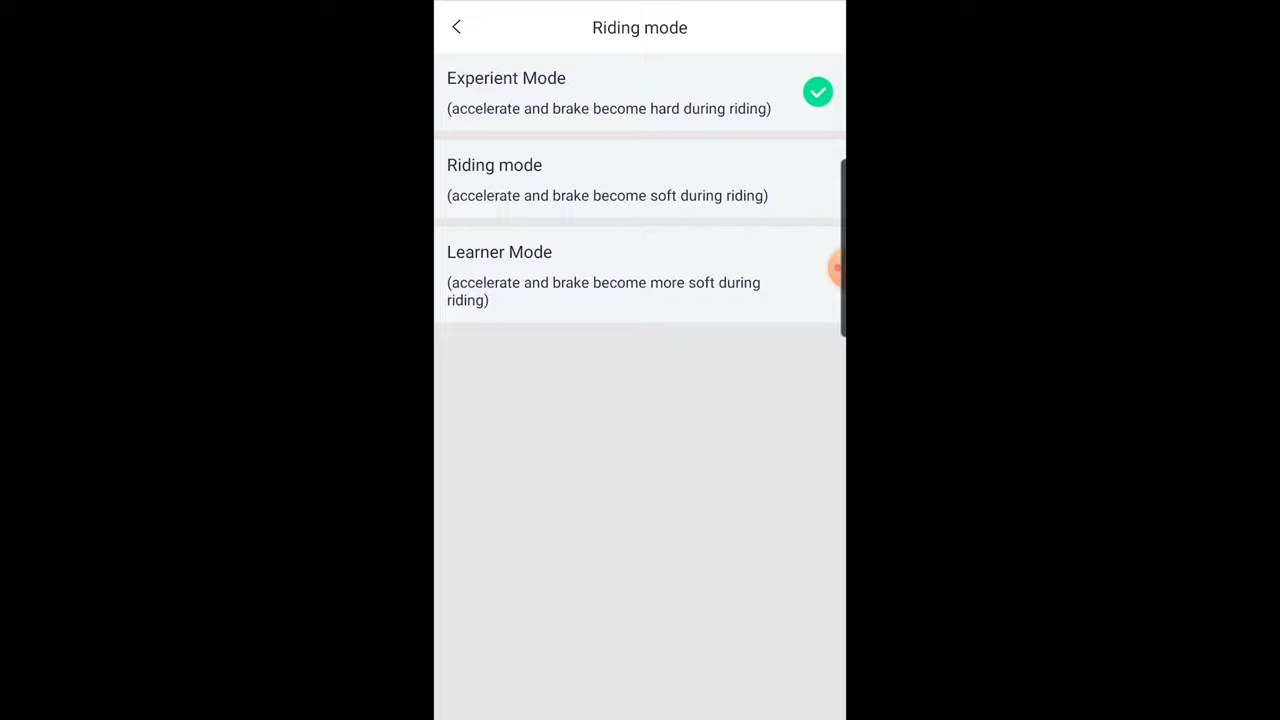 Riding mode
Experient Mode
(accelerate and brake become hard during riding)
Riding mode
(accelerate and brake become soft during riding)
Learner Mode
(accelerate and brake become more soft during
riding)